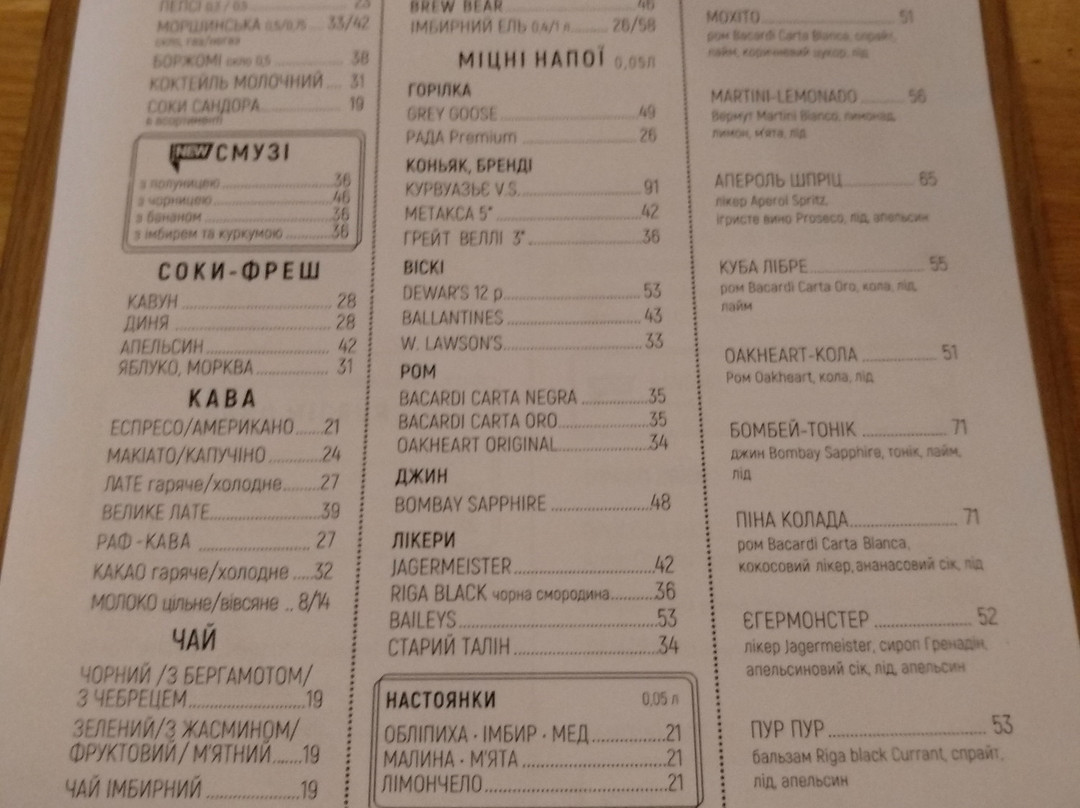 ПЕПСІ 0,3 / 0,5 23
МОРШИНСЬКА 0,5/0,75 33/42
скло, газ/негаз
БОРЖОМІ скло 0,5 38
КОКТЕЙЛЬ МОЛОЧНИЙ 31
СОКИ САНДОРА 19
в асортименті
NEW СМУЗІ
з полуницею 36
з чорницею 46
з бананом 36
з імбирем та куркумою 36
СОКИ-ФРЕШ
КАВУН 28
ДИНЯ 28
АПЕЛЬСИН 42
ЯБЛУКО, МОРКВА 31
КАВА
ЕСПРЕСО/АМЕРИКАНО 21
МАКІАТО/КАПУЧІНО 24
ЛАТЕ гаряче/холодне 27
ВЕЛИКЕ ЛАТЕ 39
РАФ-КАВА 27
КАКАО гаряче/холодне 32
МОЛОКО цільне/вівсяне 8/14
ЧАЙ
ЧОРНИЙ /З БЕРГАМОТОМ/
З ЧЕБРЕЦЕМ 19
ЗЕЛЕНИЙ/З ЖАСМИНОМ/
ФРУКТОВИЙ/ М'ЯТНИЙ 19
ЧАЙ ІМБИРНИЙ 19
BREW BEAR 46
ІМБИРНИЙ ЕЛЬ 0,4/1 л 26/58
МІЦНІ НАПОЇ 0,05Л
ГОРІЛКА
GREY GOOSE 49
РАДА Premium 26
КОНЬЯК, БРЕНДІ
КУРВУАЗЬЄ V.S. 91
МЕТАКСА 5* 42
ГРЕЙТ ВЕЛЛІ 3* 36
ВІСКІ
DEWAR'S 12 р 53
BALLANTINES 43
W. LAWSON'S 33
РОМ
BACARDI CARTA NEGRA 35
BACARDI CARTA ORO 35
OAKHEART ORIGINAL 34
ДЖИН
BOMBAY SAPPHIRE 48
ЛІКЕРИ
JAGERMEISTER 42
RIGA BLACK чорна смородина 36
BAILEYS 53
СТАРИЙ ТАЛІН 34
НАСТОЯНКИ 0,05 л
ОБЛІПИХА · ІМБИР · МЕД 21
МАЛИНА · М'ЯТА 21
ЛІМОНЧЕЛО 21
МОХІТО 51
ром Bacardi Carta Blanca, спрайт,
лайм, коричневий цукор, лід
MARTINI-LEMONADO 56
Вермут Martini Bianco, лимонад,
лимон, м'ята, лід
АПЕРОЛЬ ШПРІЦ 65
лікер Aperol Spritz,
ігристе вино Proseco, лід, апельсин
КУБА ЛІБРЕ 55
ром Bacardi Carta Oro, кола, лід,
лайм
OAKHEART-КОЛА 51
Ром Oakheart, кола, лід
БОМБЕЙ-ТОНІК 71
джин Bombay Sapphire, тонік, лайм,
лід
ПІНА КОЛАДА 71
ром Bacardi Carta Blanca,
кокосовий лікер, ананасовий сік, лід
ЄГЕРМОНСТЕР 52
лікер Jagermeister, сироп Гренадін,
апельсиновий сік, лід, апельсин
ПУР ПУР 53
бальзам Riga black Currant, спрайт,
лід, апельсин